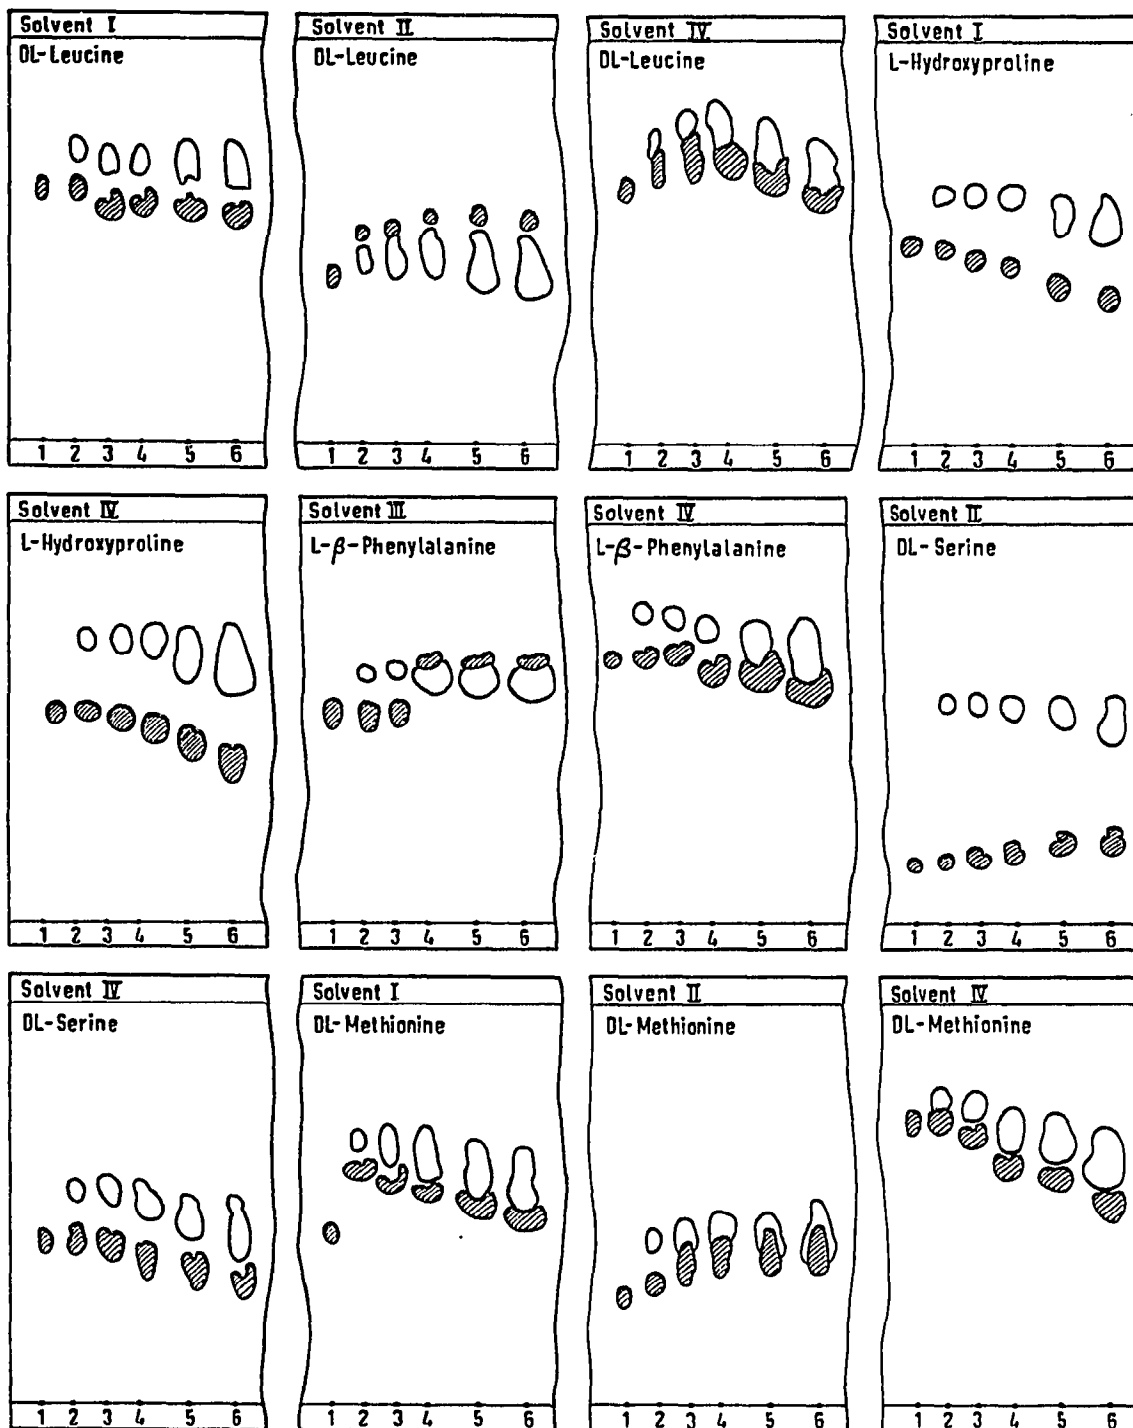 Solvent I
DL-Leucine
1 2 3 4 5 6
Solvent II
DL-Leucine
1 2 3 4 5 6
Solvent IV
DL-Leucine
1 2 3 4 5 6
Solvent I
L-Hydroxyproline
1 2 3 4 5 6
Solvent IV
L-Hydroxyproline
1 2 3 4 5 6
Solvent III
L-β-Phenylalanine
1 2 3 4 5 6
Solvent IV
L-β-Phenylalanine
1 2 3 4 5 6
Solvent II
DL-Serine
1 2 3 4 5 6
Solvent IV
DL-Serine
1 2 3 4 5 6
Solvent I
DL-Methionine
1 2 3 4 5 6
Solvent II
DL-Methionine
1 2 3 4 5 6
Solvent IV
DL-Methionine
1 2 3 4 5 6